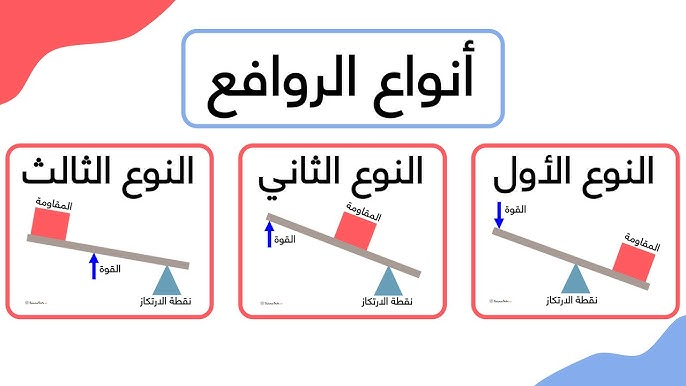 أنواع الروافع
النوع الأول
القوة
المقاومة
نقطة الارتكاز
النوع الثاني
المقاومة
القوة
نقطة الارتكاز
النوع الثالث
المقاومة
القوة
نقطة الارتكاز